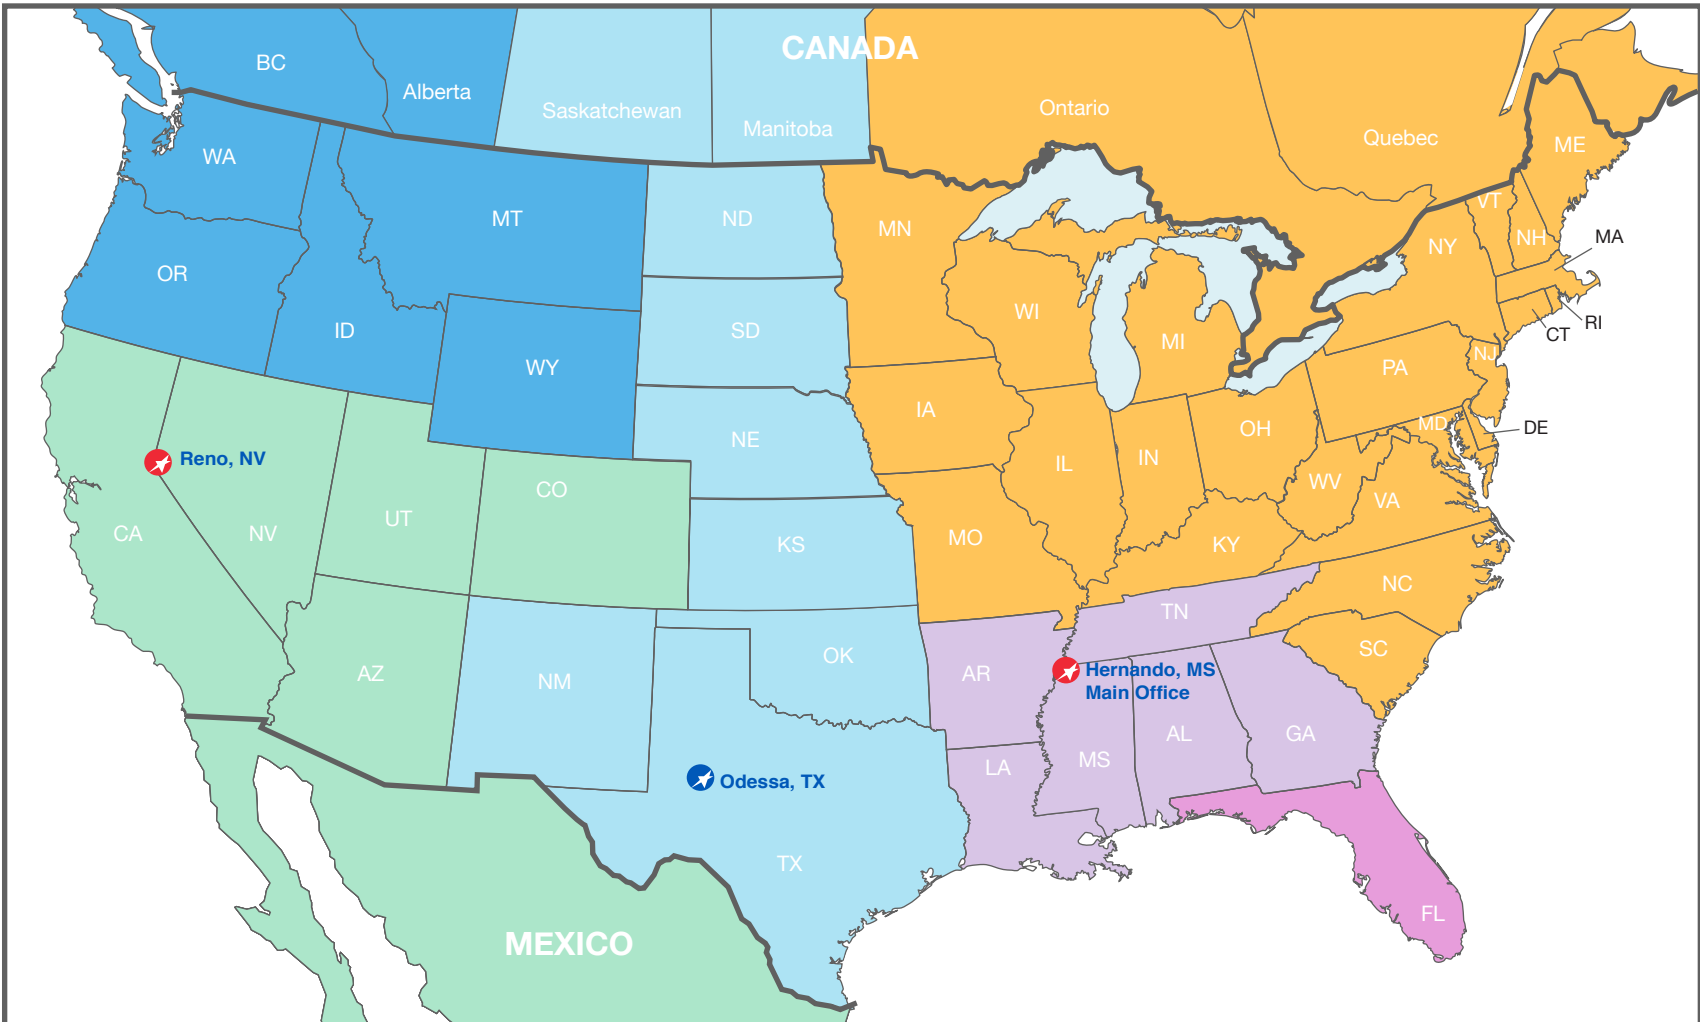 CANADA
BC
Alberta
Saskatchewan
Manitoba
Ontario
Quebec
ME
WA
MT
ND
MN
VT
NH
MA
NY
OR
ID
SD
WI
MI
RI
CT
WY
PA
NJ
IA
NE
OH
MD
DE
Reno, NV
CO
IL
IN
WV
VA
CA
NV
UT
KS
MO
KY
NC
TN
OK
SC
AZ
NM
AR
Hernando, MS
Main Office
AL
GA
MS
LA
Odessa, TX
TX
FL
MEXICO